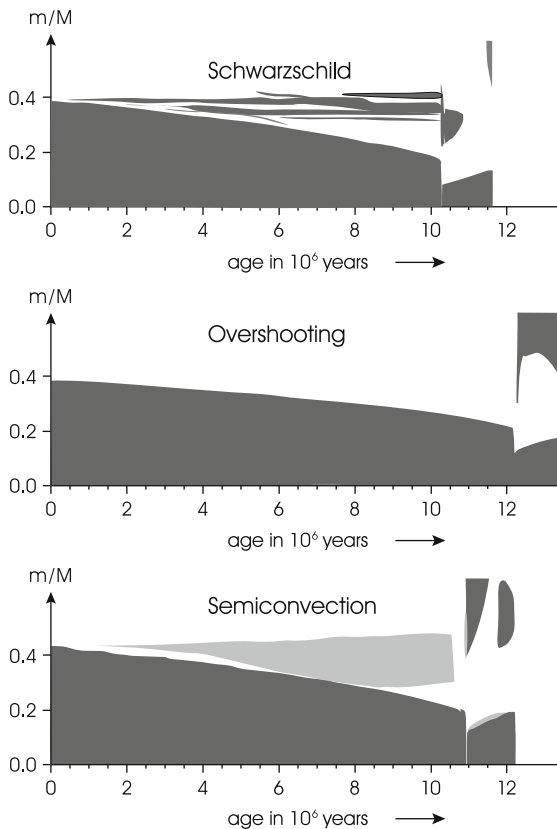 m/M
Schwarzschild
0.4
0.2
0.0
0 2 4 6 8 10 12
age in 10⁶ years
m/M
Overshooting
0.4
0.2
0.0
0 2 4 6 8 10 12
age in 10⁶ years
m/M
Semiconvection
0.4
0.2
0.0
0 2 4 6 8 10 12
age in 10⁶ years